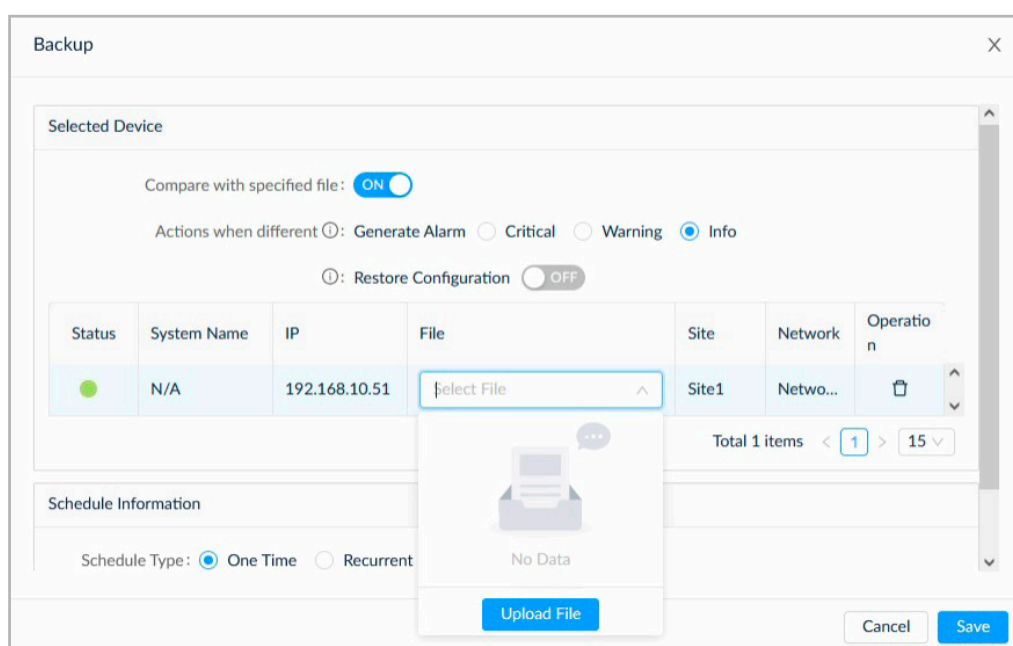 Backup
Selected Device
Compare with specified file: ON
Actions when different ⓘ: Generate Alarm Critical Warning Info
ⓘ: Restore Configuration OFF
Status System Name IP File Site Network Operatio
n
N/A 192.168.10.51 Select File Site1 Netwo...
Total 1 items < 1 > 15
Schedule Information
Schedule Type: One Time Recurrent
No Data
Upload File
Cancel Save